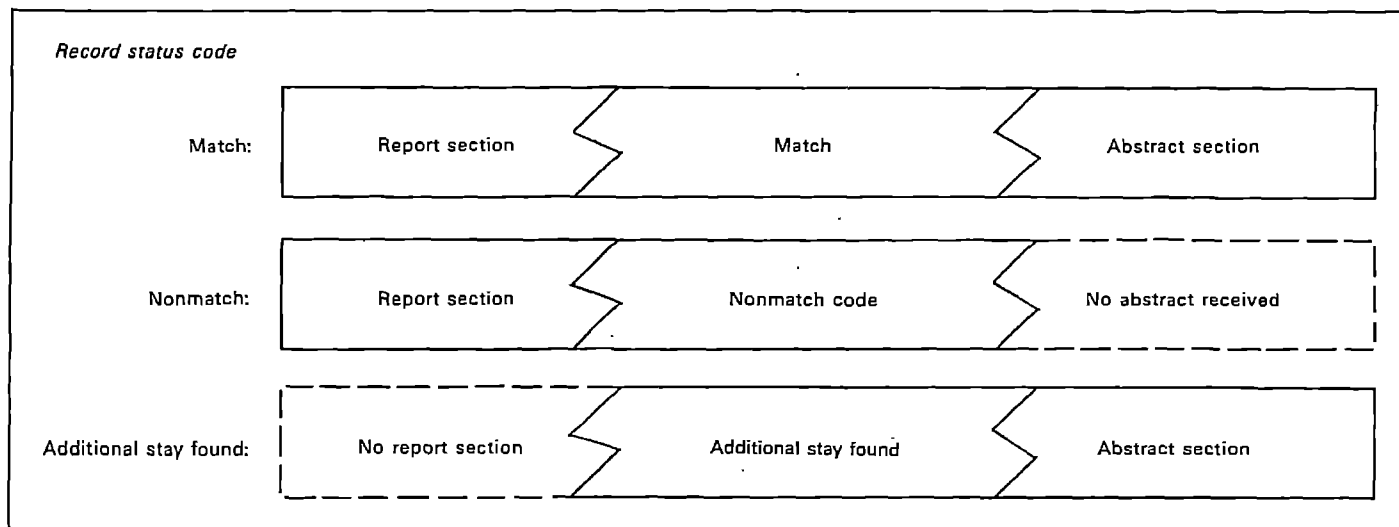 Record status code
Match: Report section Match Abstract section
Nonmatch: Report section Nonmatch code No abstract received
Additional stay found: No report section Additional stay found Abstract section